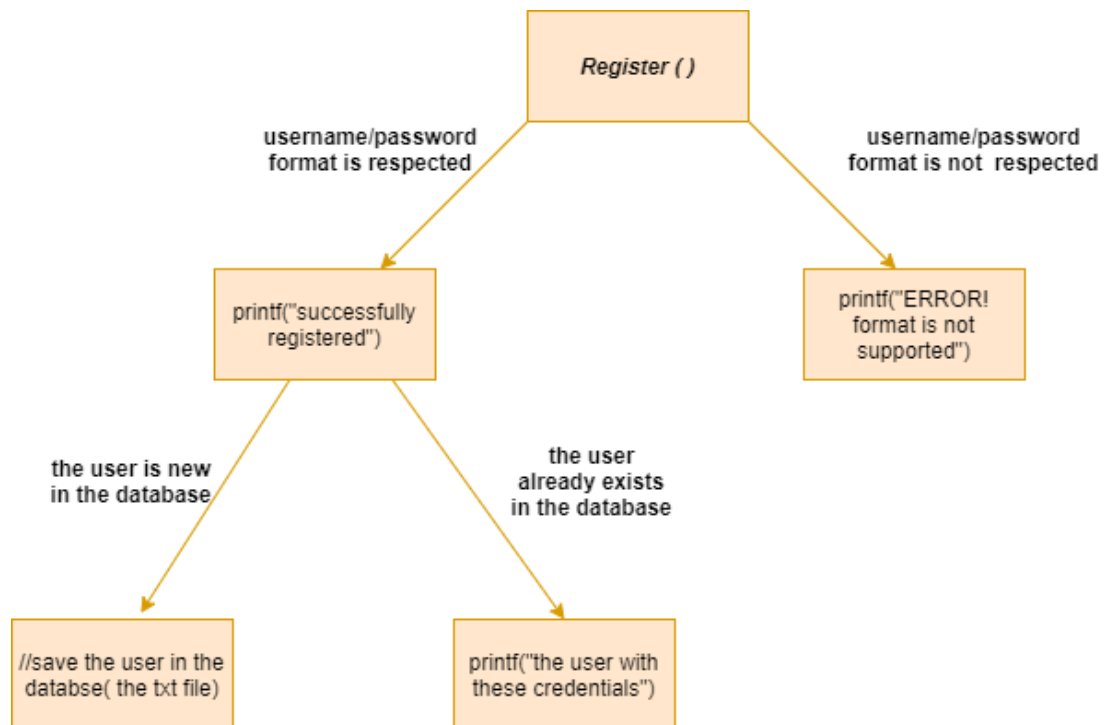 Register ( )
username/password
format is respected
username/password
format is not  respected
printf("successfully
registered")
printf("ERROR!
format is not
supported")
the user is new
in the database
the user
already exists
in the database
//save the user in the
databse( the txt file)
printf("the user with
these credentials")